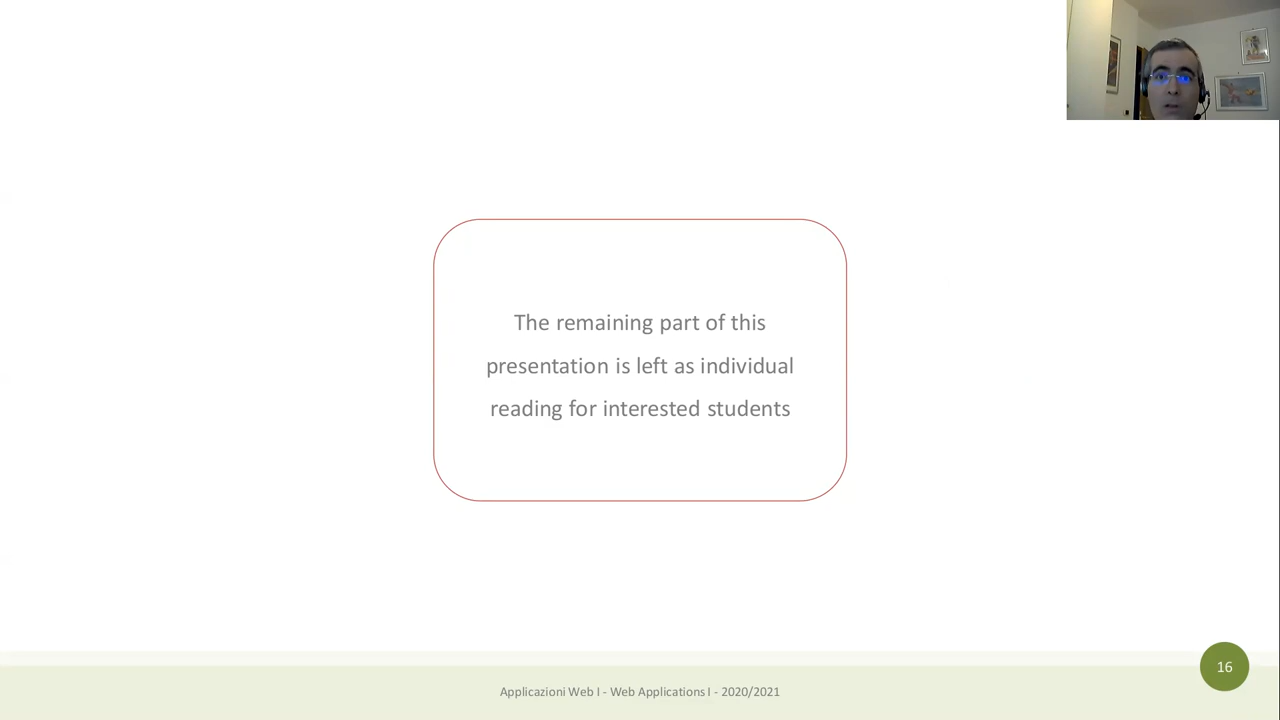 The remaining part of this
presentation is left as individual
reading for interested students
16
Applicazioni Web I - Web Applications I - 2020/2021